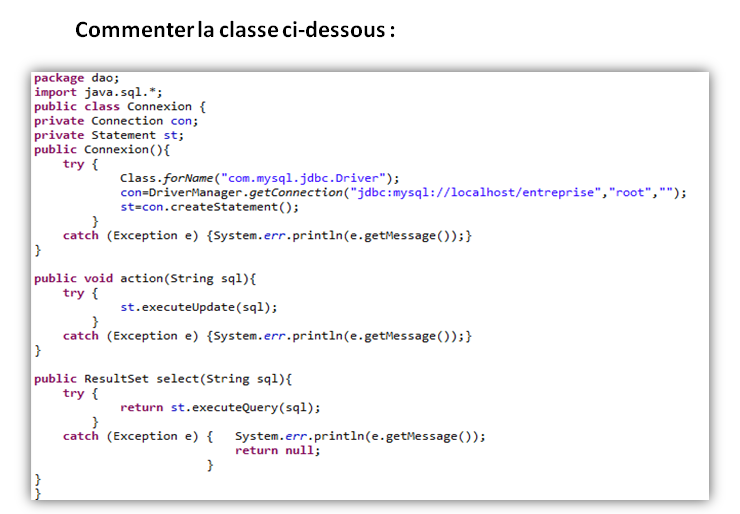 Commenter la classe ci-dessous :
package dao;
import java.sql.*;
public class Connexion {
private Connection con;
private Statement st;
public Connexion(){
try {
Class.forName("com.mysql.jdbc.Driver");
con=DriverManager.getConnection("jdbc:mysql://localhost/entreprise","root","");
st=con.createStatement();
}
catch (Exception e) {System.err.println(e.getMessage());}
}
public void action(String sql){
try {
st.executeUpdate(sql);
}
catch (Exception e) {System.err.println(e.getMessage());}
}
public ResultSet select(String sql){
try {
return st.executeQuery(sql);
}
catch (Exception e) { System.err.println(e.getMessage());
return null;
}
}
}